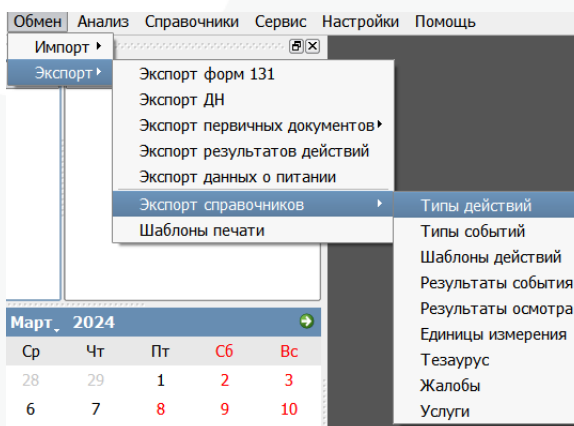 Обмен Анализ Справочники Сервис Настройки Помощь
Импорт
Экспорт
Экспорт форм 131
Экспорт ДН
Экспорт первичных документов
Экспорт результатов действий
Экспорт данных о питании
Экспорт справочников
Шаблоны печати
Типы действий
Типы событий
Шаблоны действий
Результаты события
Результаты осмотра
Единицы измерения
Тезаурус
Жалобы
Услуги
Март, 2024
Ср Чт Пт Сб Вс
28 29 1 2 3
6 7 8 9 10